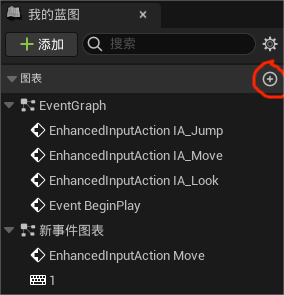 我的蓝图
添加
搜索
图表
EventGraph
EnhancedInputAction IA_Jump
EnhancedInputAction IA_Move
EnhancedInputAction IA_Look
Event BeginPlay
新事件图表
EnhancedInputAction Move
1